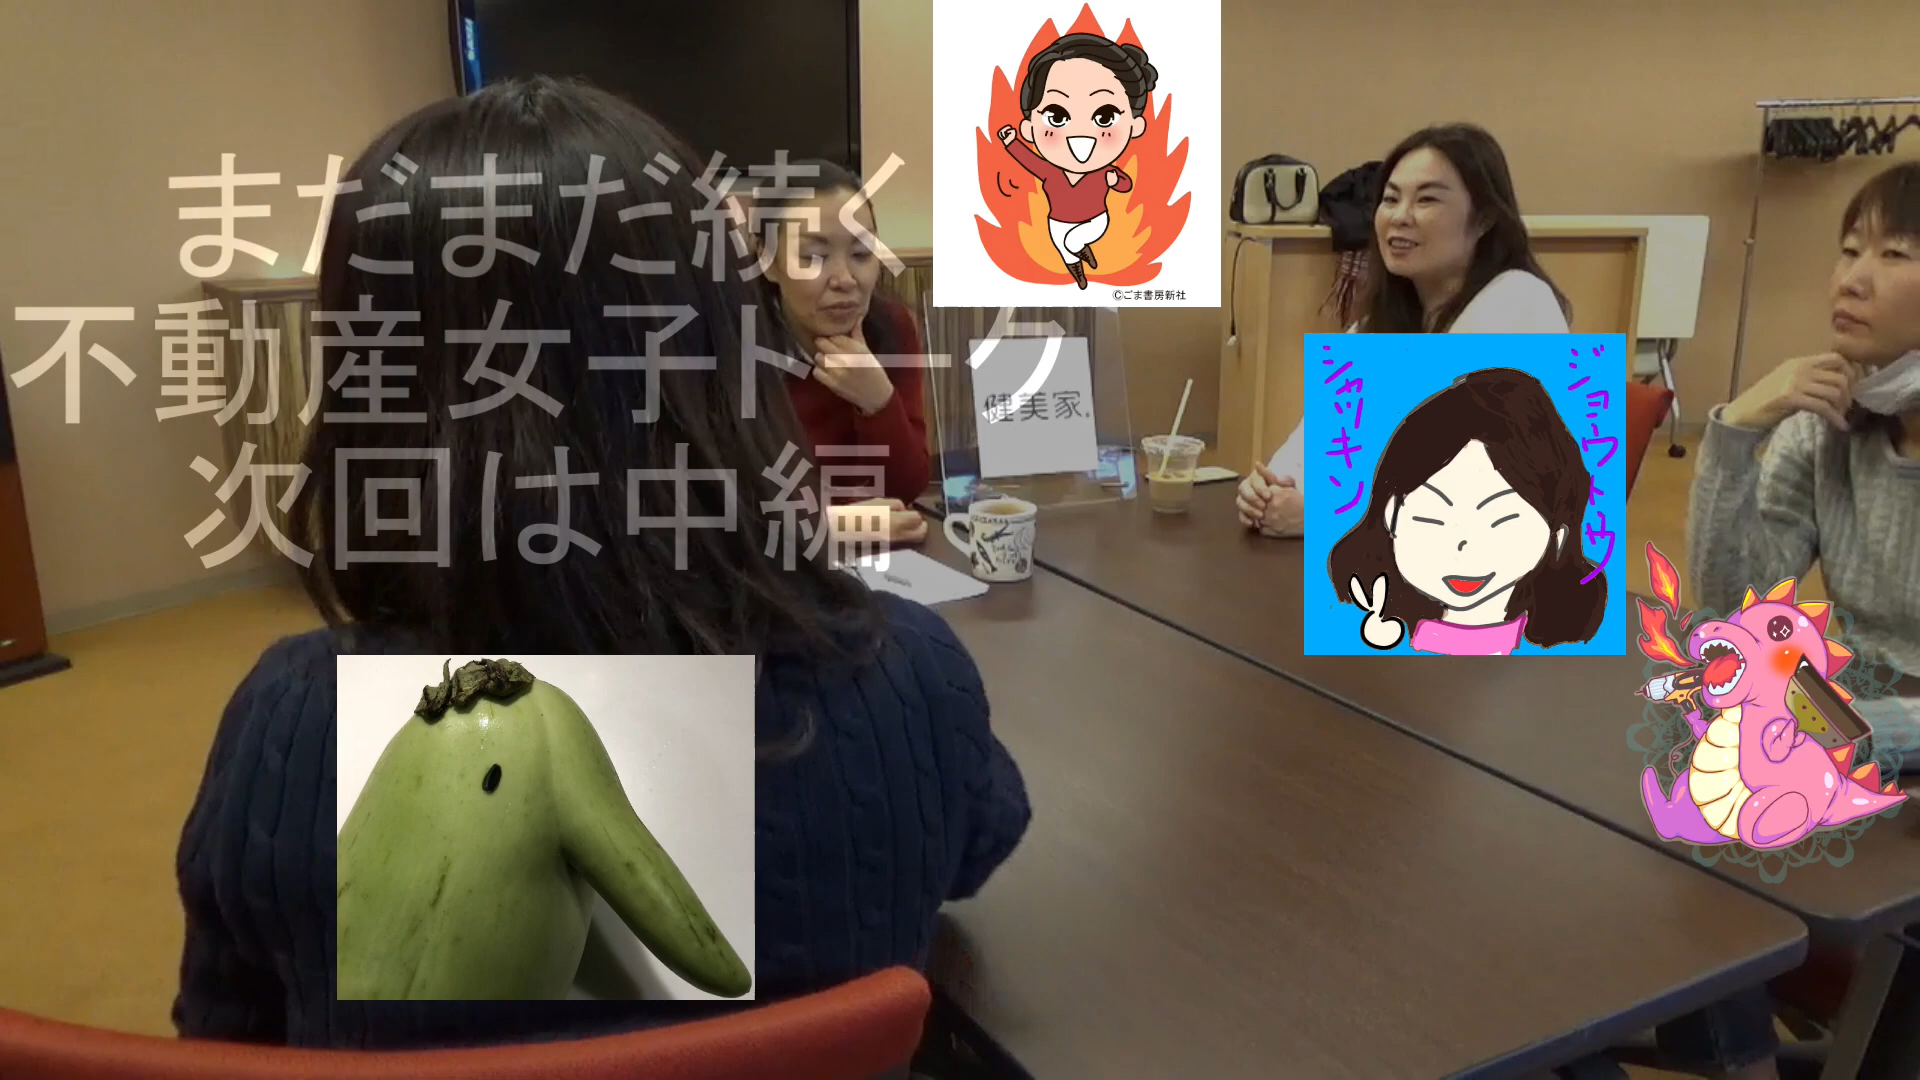 まだまだ続く
不動産女子トーク
次回は中編
©ごま書房新社
健美家.
ジョウトウ
シャッキン